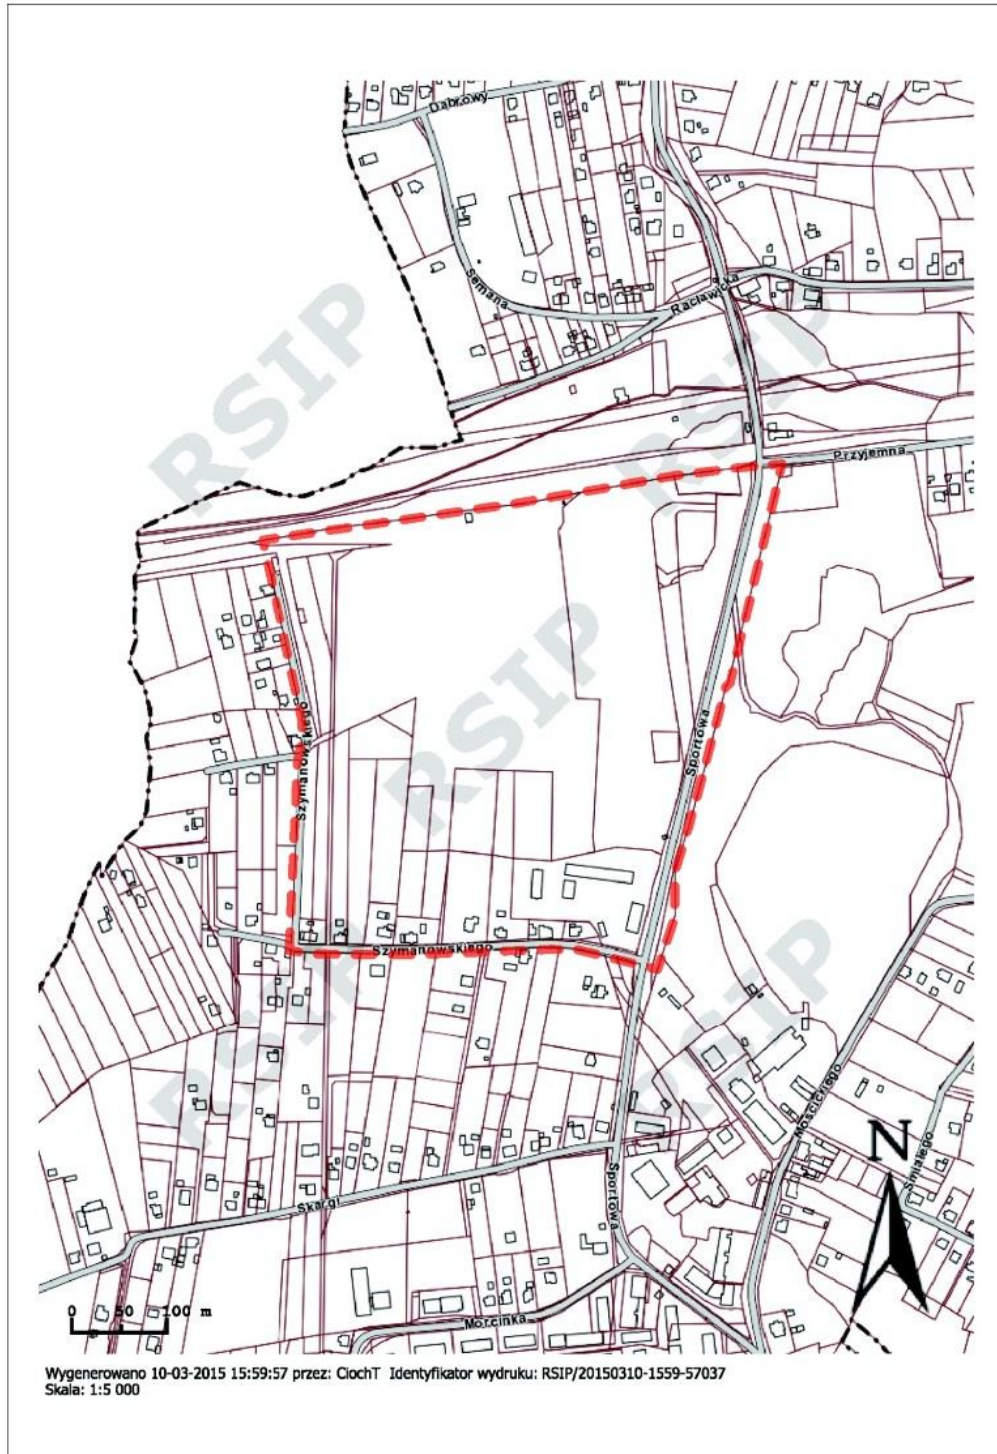 Dąbrowy
Semana
Racławicka
RSIP
RSIP
Przyjemna
RSIP
Szymanowskiego
Sportowa
Szymanowskiego
RSIP
RSIP
Mościckiego
N
Śmiałego
Skargi
Sportowa
0 50 100 m
Morcinka
Wygenerowano 10-03-2015 15:59:57 przez: CiochT Identyfikator wydruku: RSIP/20150310-1559-57037
Skala: 1:5 000